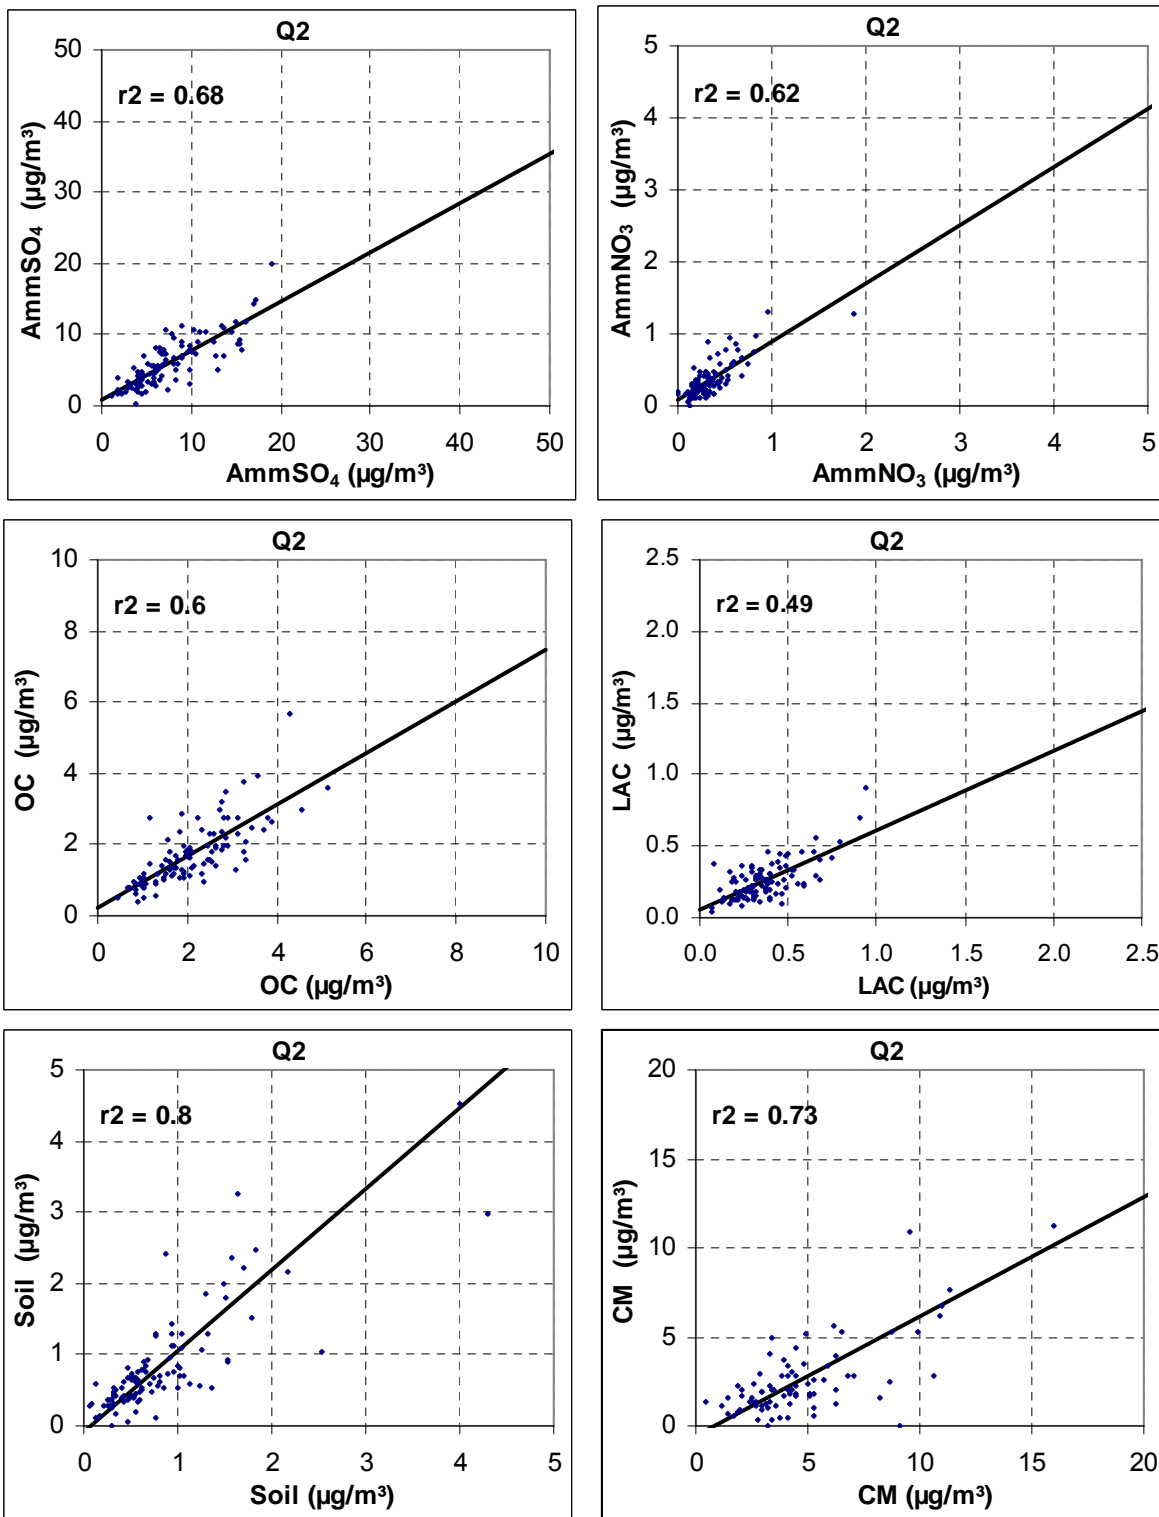 Q2
50
40
30
20
10
0
r2 = 0.68
AmmSO₄ (µg/m³)
0 10 20 30 40 50
AmmSO₄ (µg/m³)
Q2
5
4
3
2
1
0
r2 = 0.62
AmmNO₃ (µg/m³)
0 1 2 3 4 5
AmmNO₃ (µg/m³)
Q2
10
8
6
4
2
0
r2 = 0.6
OC (µg/m³)
0 2 4 6 8 10
OC (µg/m³)
Q2
2.5
2.0
1.5
1.0
0.5
0.0
r2 = 0.49
LAC (µg/m³)
0.0 0.5 1.0 1.5 2.0 2.5
LAC (µg/m³)
Q2
5
4
3
2
1
0
r2 = 0.8
Soil (µg/m³)
0 1 2 3 4 5
Soil (µg/m³)
Q2
20
15
10
5
0
r2 = 0.73
CM (µg/m³)
0 5 10 15 20
CM (µg/m³)